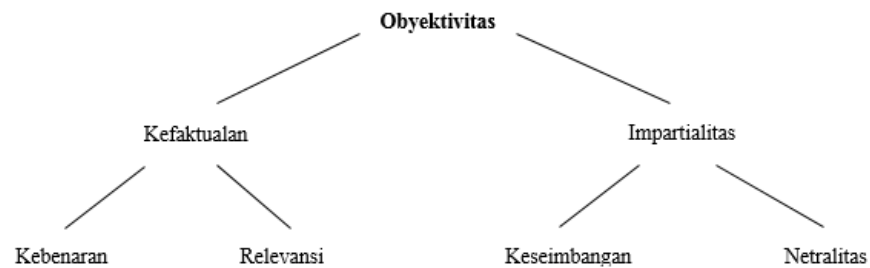 Obyektivitas
Kefaktualan Impartialitas
Kebenaran Relevansi Keseimbangan Netralitas